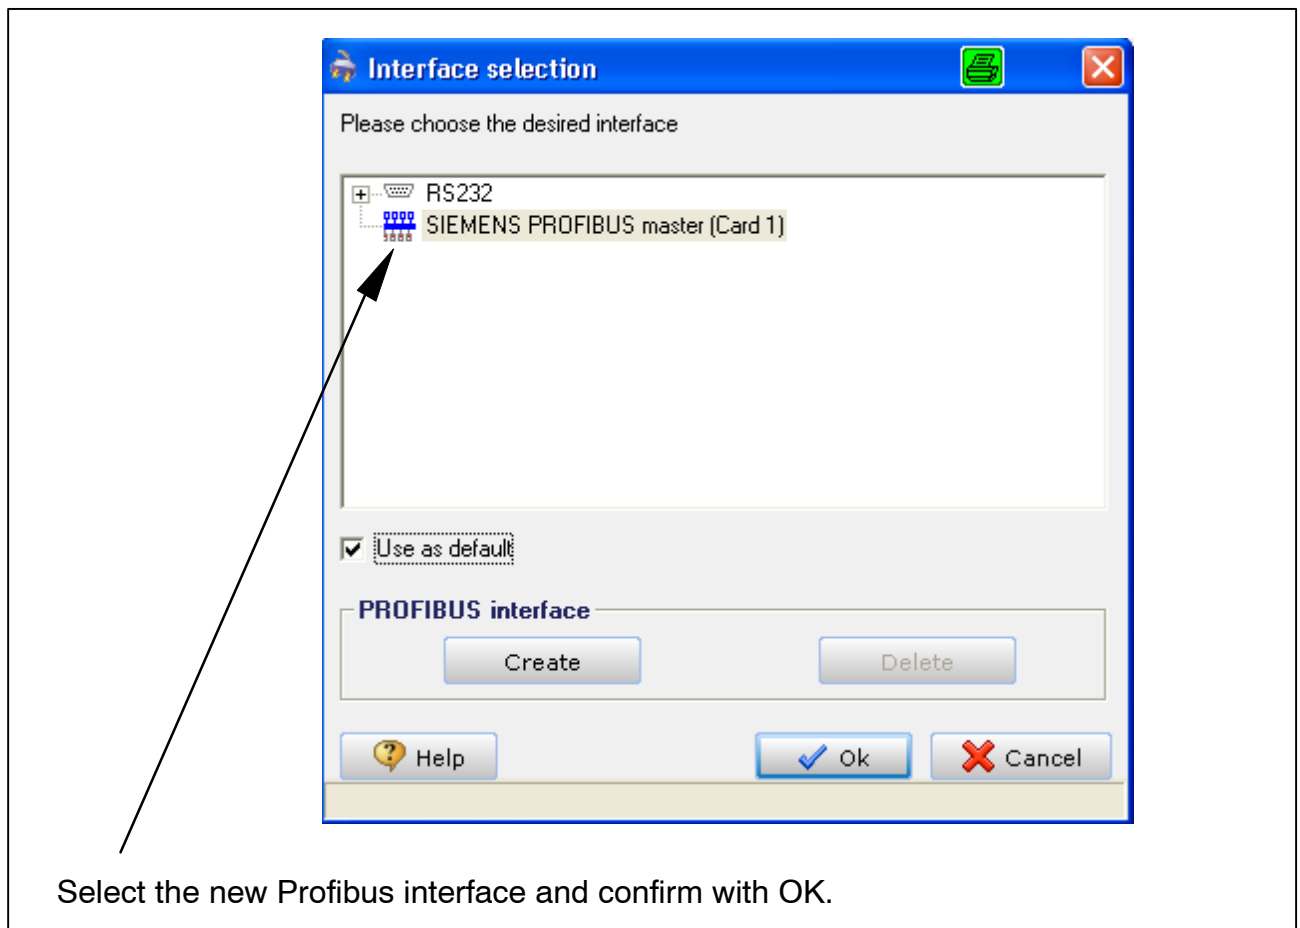 Interface selection
Please choose the desired interface
RS232
SIEMENS PROFIBUS master (Card 1)
Use as default
PROFIBUS interface
Create
Delete
Help
Ok
Cancel
Select the new Profibus interface and confirm with OK.